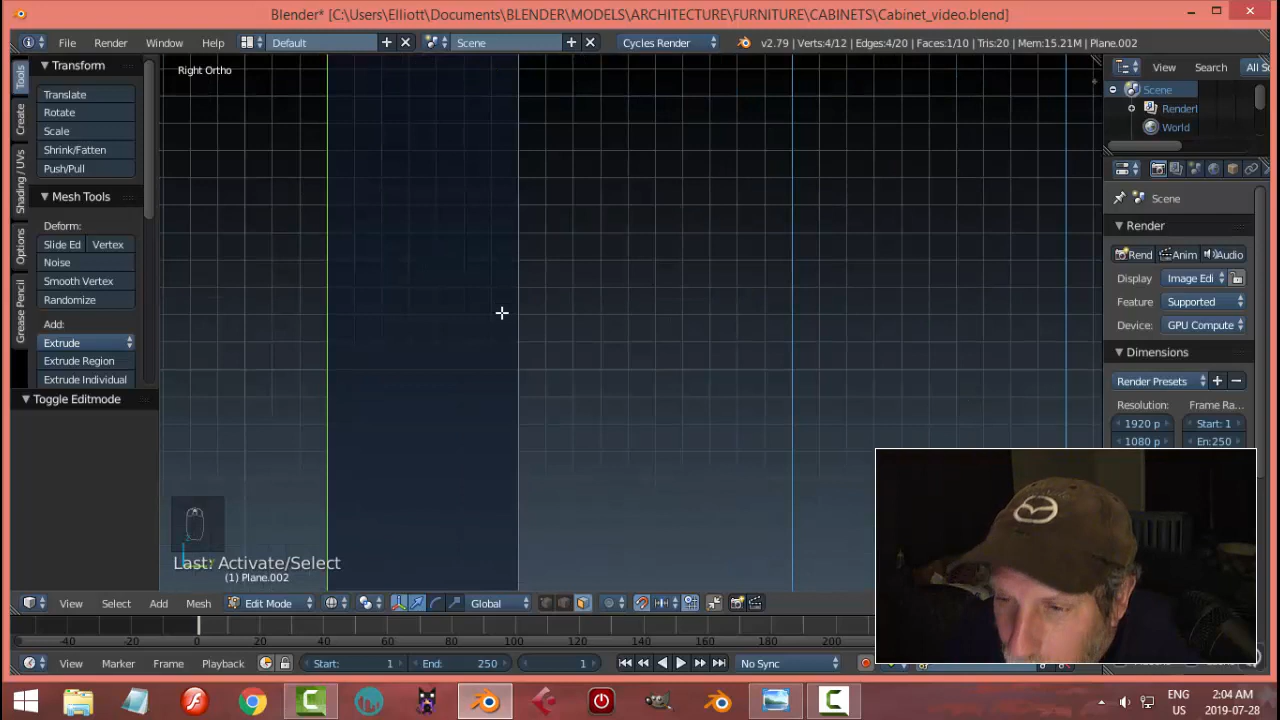 Blender* [C:\Users\Elliott\Documents\BLENDER\MODELS\ARCHITECTURE\FURNITURE\CABINETS\Cabinet_video.blend]
File Render Window Help Default Scene Cycles Render v2.79 | Verts:4/12 | Edges:4/20 | Faces:1/10 | Tris:20 | Mem:15.21M | Plane.002
Tools
Create
Shading / UVs
Options
Grease Pencil
Transform
Translate
Rotate
Scale
Shrink/Fatten
Push/Pull
Mesh Tools
Deform:
Slide Ed Vertex
Noise
Smooth Vertex
Randomize
Add:
Extrude
Extrude Region
Extrude Individual
Toggle Editmode
Right Ortho
Last: Activate/Select
(1) Plane.002
View Search All S
Scene
Renderl
World
Scene
Render
Rend Anim Audio
Display Image Edi
Feature Supported
Device: GPU Compute
Dimensions
Render Presets
Resolution: Frame Ra...
1920 p Start: 1
1080 p En:250
View Select Add Mesh Edit Mode Global
-40 -20 0 20 40 60 80 100 120 140 160 180 200
View Marker Frame Playback Start: 1 End: 250 1 No Sync
ENG
US
2:04 AM
2019-07-28